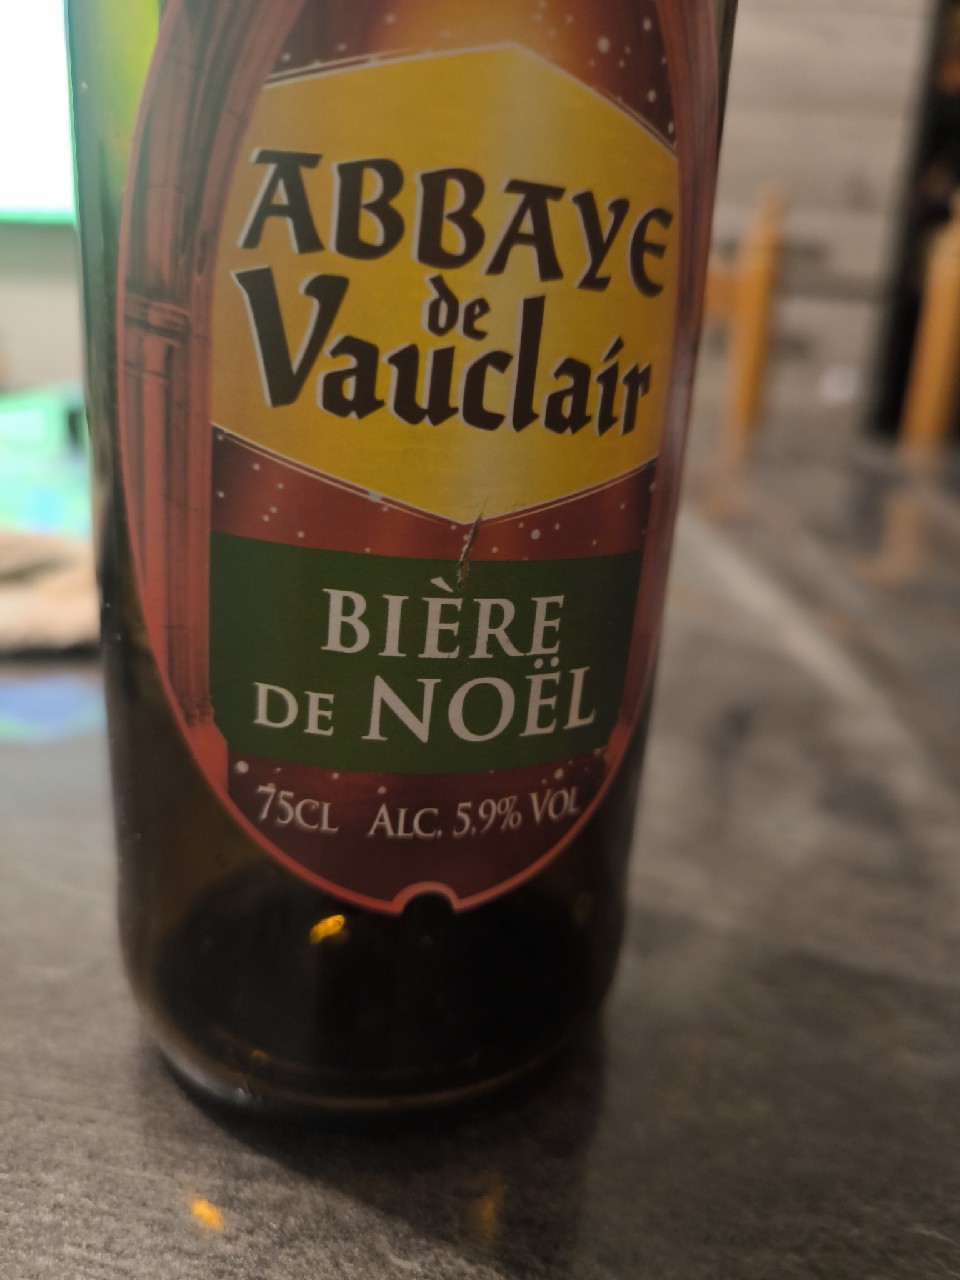 ABBAYE
de
Vauclair
BIÈRE
DE NOËL
75CL ALC. 5,9% VOL